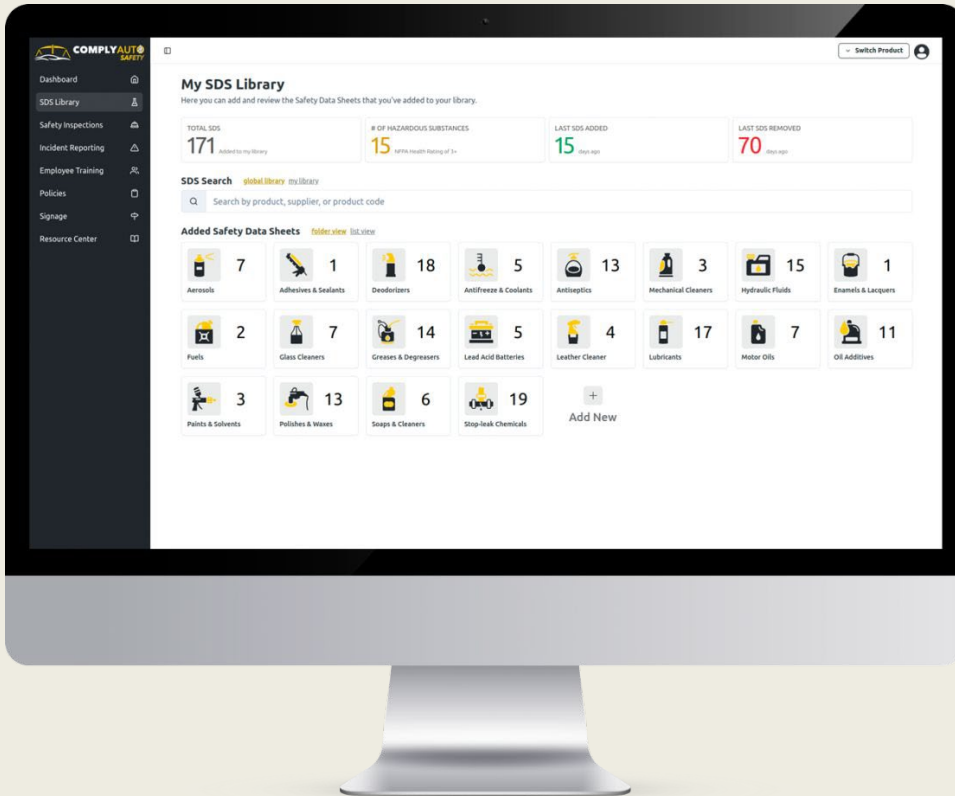 COMPLYAUTO
SAFETY
Switch Product
Dashboard
SDS Library
Safety Inspections
Incident Reporting
Employee Training
Policies
Signage
Resource Center
My SDS Library
Here you can add and review the Safety Data Sheets that you've added to your library.
TOTAL SDS
171 Added to my library
# OF HAZARDOUS SUBSTANCES
15 NFPA Health Rating of 3+
LAST SDS ADDED
15 days ago
LAST SDS REMOVED
70 days ago
SDS Search global library my library
Search by product, supplier, or product code
Added Safety Data Sheets folder view list view
7
Aerosols
1
Adhesives & Sealants
18
Deodorizers
5
Antifreeze & Coolants
13
Antiseptics
3
Mechanical Cleaners
15
Hydraulic Fluids
1
Enamels & Lacquers
2
Fuels
7
Glass Cleaners
14
Greases & Degreasers
5
Lead Acid Batteries
4
Leather Cleaner
17
Lubricants
7
Motor Oils
11
Oil Additives
3
Paints & Solvents
13
Polishes & Waxes
6
Soaps & Cleaners
19
Stop-leak Chemicals
Add New